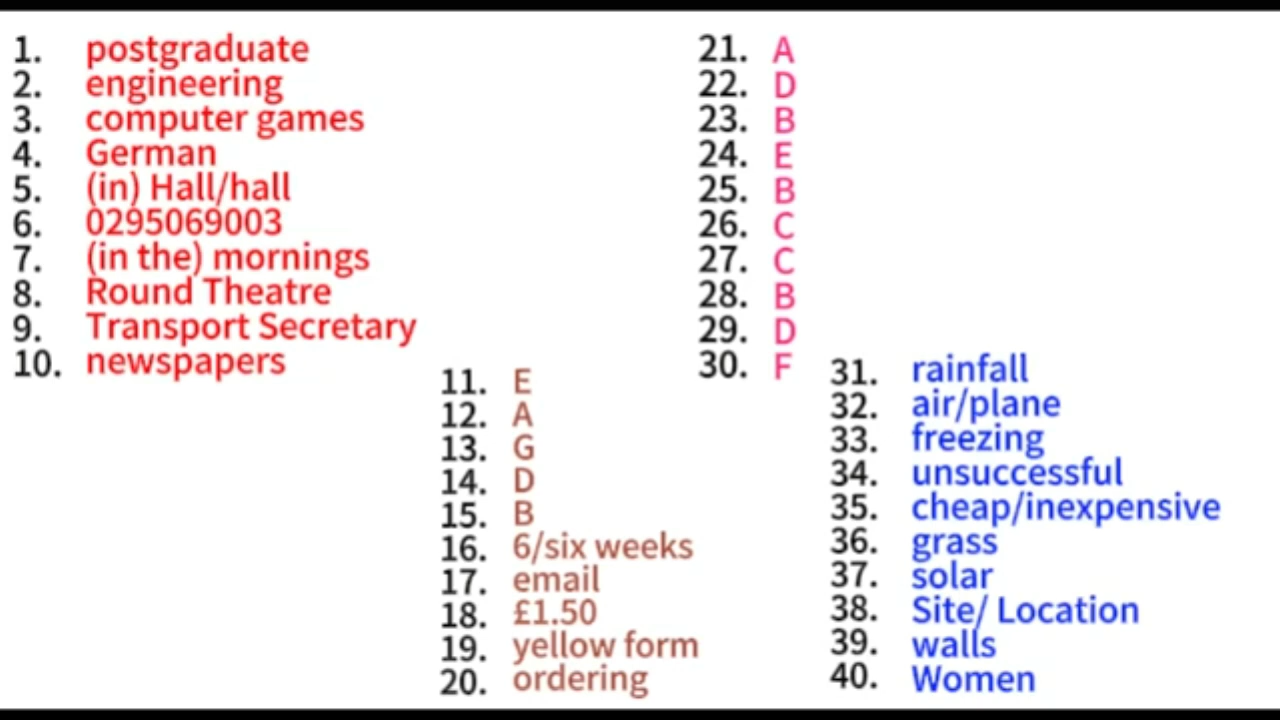 1. postgraduate
2. engineering
3. computer games
4. German
5. (in) Hall/hall
6. 0295069003
7. (in the) mornings
8. Round Theatre
9. Transport Secretary
10. newspapers
11. E
12. A
13. G
14. D
15. B
16. 6/six weeks
17. email
18. £1.50
19. yellow form
20. ordering
21. A
22. D
23. B
24. E
25. B
26. C
27. C
28. B
29. D
30. F
31. rainfall
32. air/plane
33. freezing
34. unsuccessful
35. cheap/inexpensive
36. grass
37. solar
38. Site/ Location
39. walls
40. Women